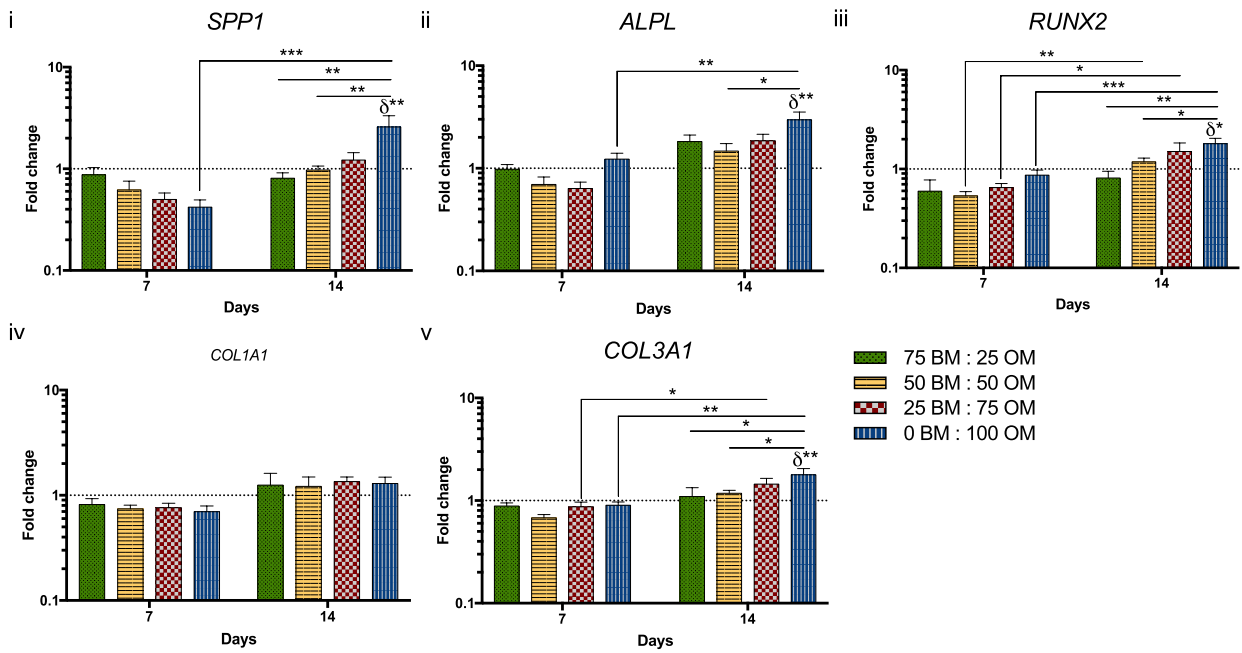 i
SPP1
Fold change
10
1
0.1
***
**
**
δ**
7
14
Days
ii
ALPL
Fold change
10
1
0.1
**
*
δ**
7
14
Days
iii
RUNX2
Fold change
10
1
0.1
**
*
***
**
*
δ*
7
14
Days
iv
COL1A1
Fold change
10
1
0.1
7
14
Days
v
COL3A1
Fold change
10
1
0.1
*
**
*
*
δ**
7
14
Days
75 BM : 25 OM
50 BM : 50 OM
25 BM : 75 OM
0 BM : 100 OM